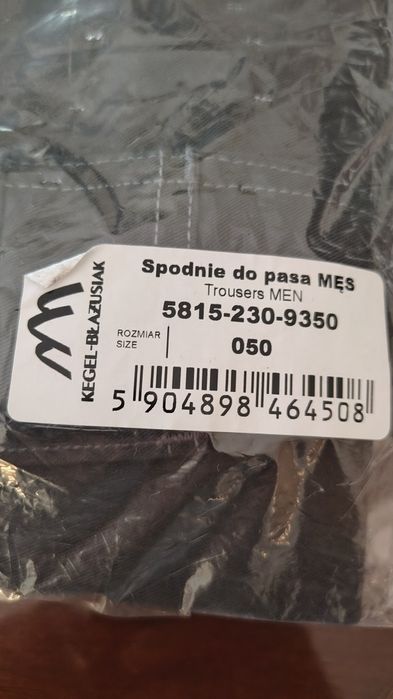 KEGEL-BŁAŻUSIAK
Spodnie do pasa MĘS
Trousers MEN
5815-230-9350
ROZMIAR
SIZE
050
5 904898 464508